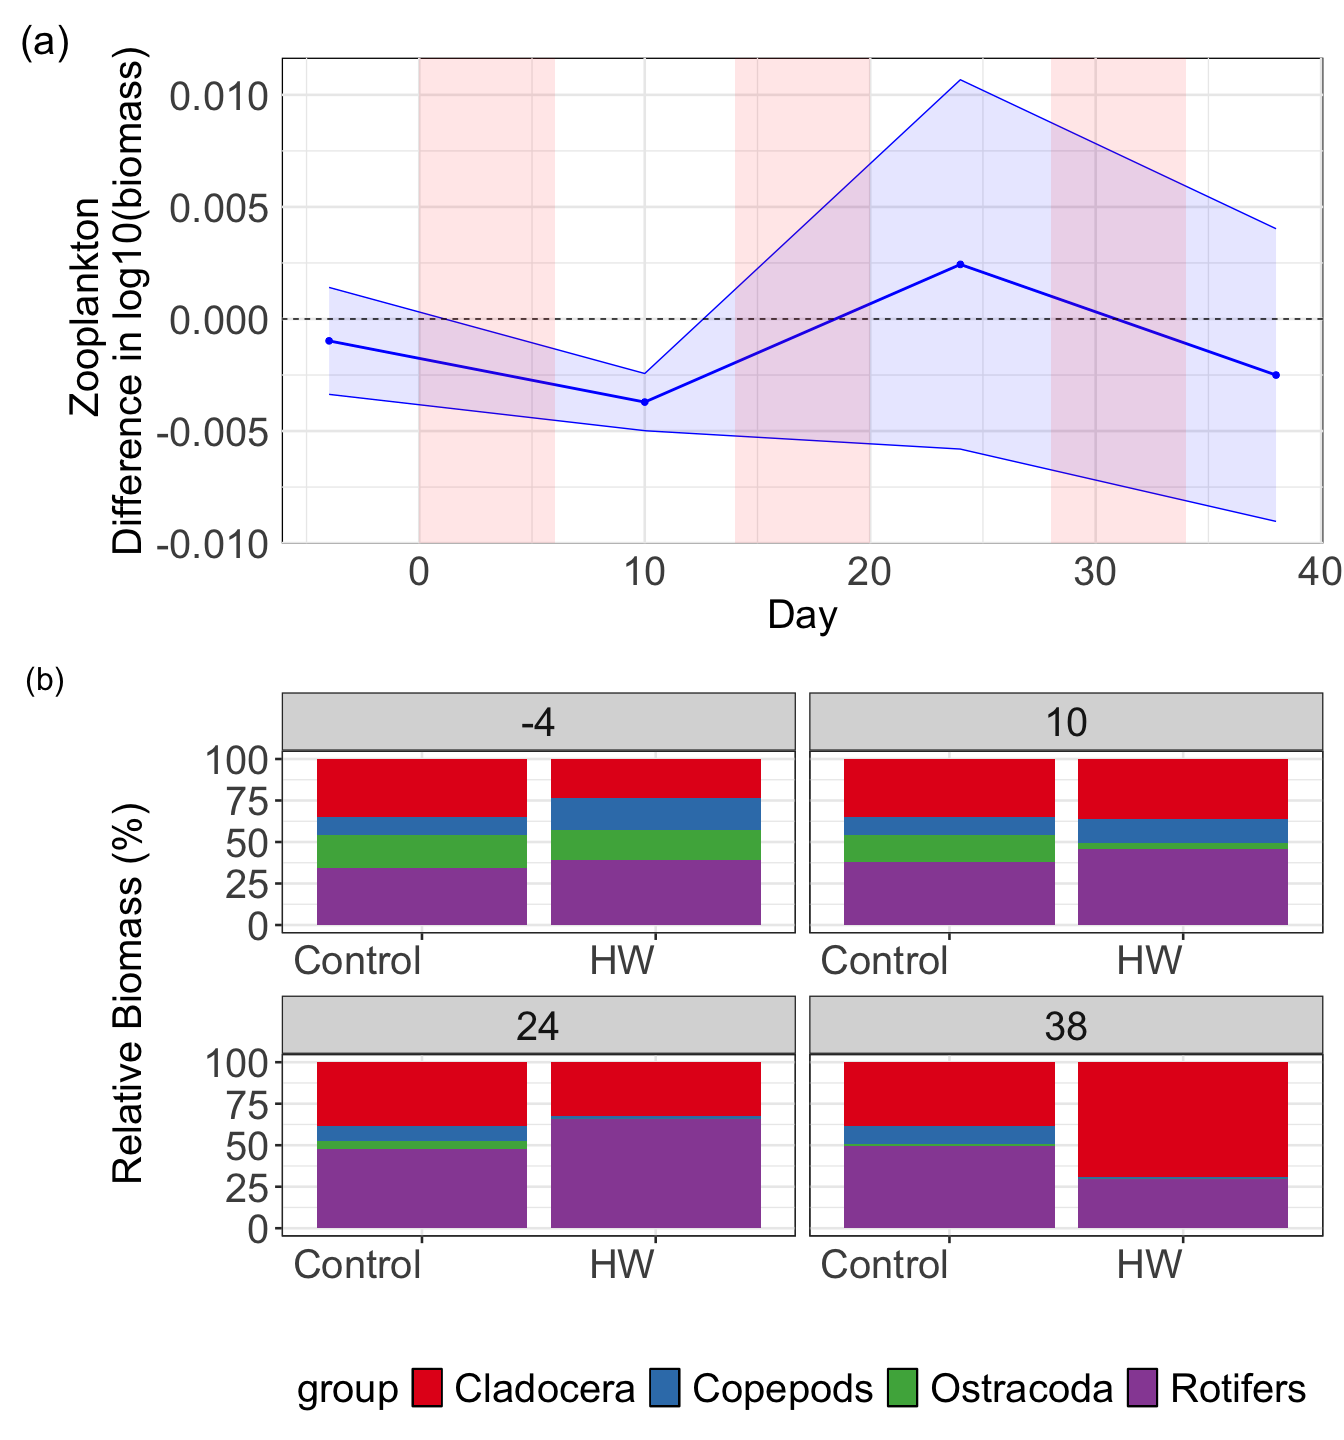 (a)
Zooplankton
Difference in log10(biomass)
0.010
0.005
0.000
-0.005
-0.010
0 10 20 30 40
Day
(b)
Relative Biomass (%)
-4 10
100
75
50
25
0
Control HW Control HW
24 38
100
75
50
25
0
Control HW Control HW
group Cladocera Copepods Ostracoda Rotifers